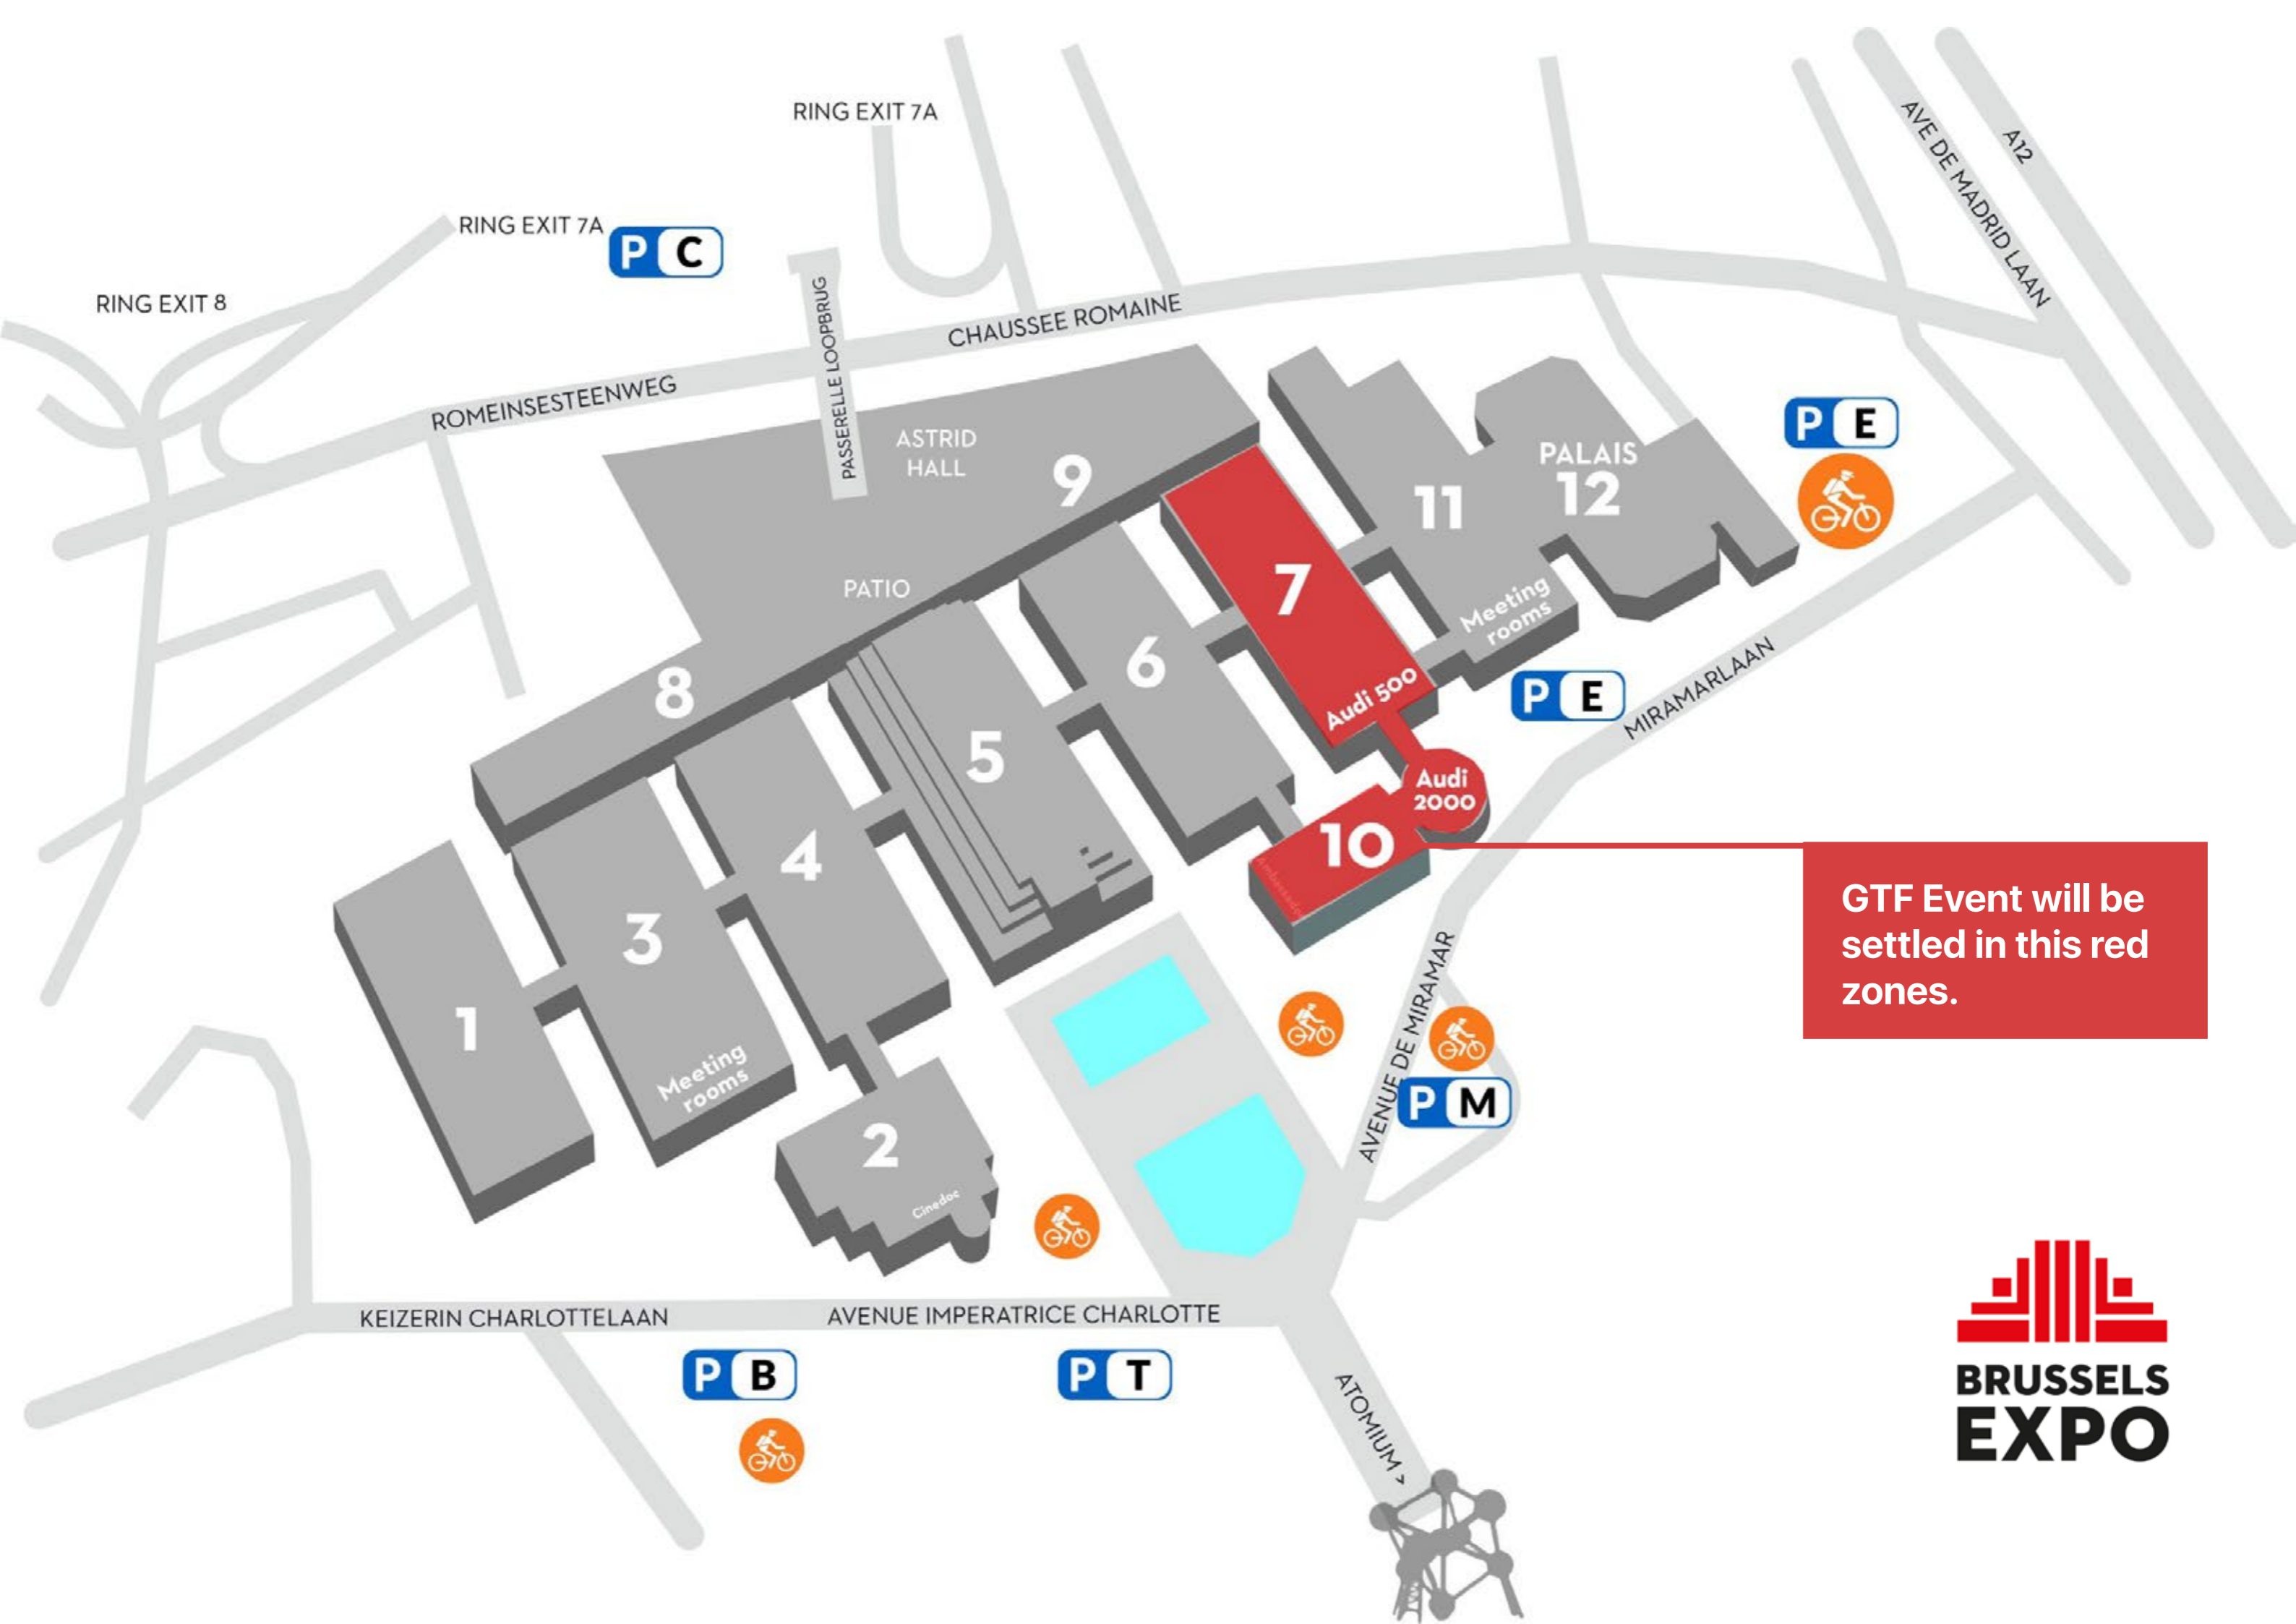 RING EXIT 7A
RING EXIT 7A
P C
RING EXIT 8
AVE DE MADRID LAAN
A12
PASSERELLE LOOPBRUG
CHAUSSEE ROMAINE
ROMEINSESTEENWEG
ASTRID
HALL
9
PALAIS
12
11
P E
PATIO
7
Meeting
rooms
6
8
Audi 500
P E
MIRAMARLAAN
5
Audi
2000
10
4
GTF Event will be
settled in this red
zones.
3
1
AVENUE DE MIRAMAR
Meeting
rooms
P M
2
Cinedoc
KEIZERIN CHARLOTTELAAN
AVENUE IMPERATRICE CHARLOTTE
P B
P T
ATOMIUM >
BRUSSELS
EXPO